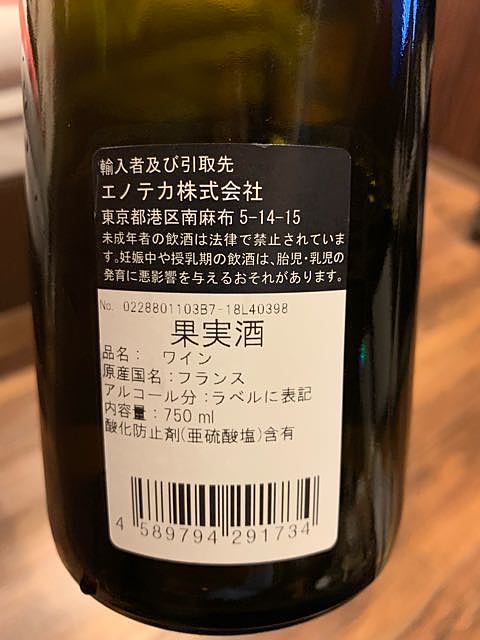 輸入者及び引取先
エノテカ株式会社
東京都港区南麻布5-14-15
未成年者の飲酒は法律で禁止されていま
す。妊娠中や授乳期の飲酒は、胎児・乳児の
発育に悪影響を与えるおそれがあります。
No. 0228801103B7-18L40398
果実酒
品名： ワイン
原産国名：フランス
アルコール分：ラベルに表記
内容量：750 ml
酸化防止剤(亜硫酸塩)含有
4 589794 291734